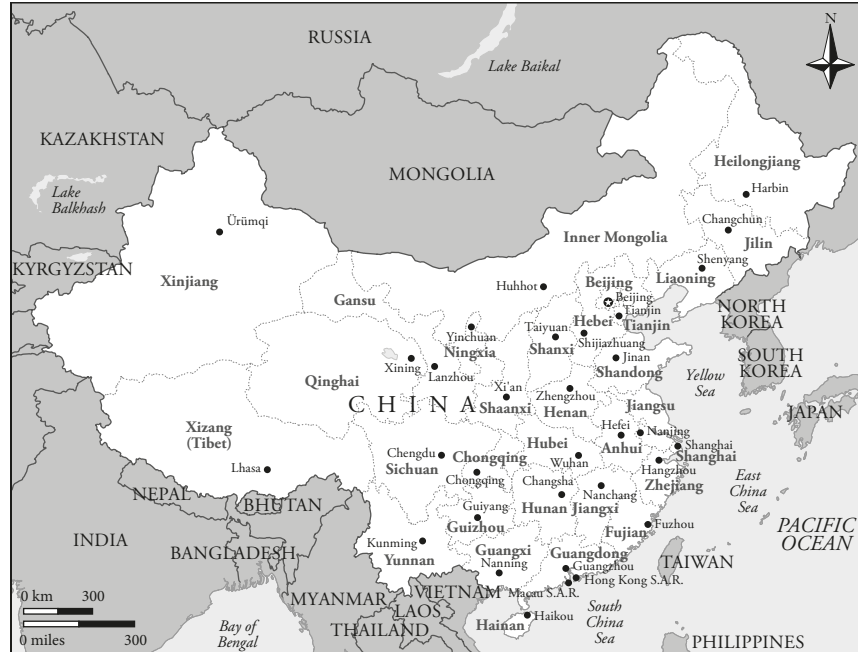 RUSSIA
N
Lake Baikal
KAZAKHSTAN
MONGOLIA
Heilongjiang
Lake
Balkhash
Harbin
Ürümqi
Changchun
Inner Mongolia
Jilin
KYRGYZSTAN
Shenyang
Xinjiang
Liaoning
Gansu
Huhhot
Beijing
Beijing
Tianjin
NORTH
KOREA
Hebei
Tianjin
Yinchuan
Taiyuan
Ningxia
Shanxi
Shijiazhuang
Jinan
SOUTH
KOREA
Xining
Lanzhou
Shandong
Qinghai
Yellow
Sea
Xi'an
Zhengzhou
CHINA
Shaanxi
Henan
Jiangsu
JAPAN
Xizang
(Tibet)
Hefei
Nanjing
Hubei
Anhui
Shanghai
Shanghai
Chengdu
Chongqing
Lhasa
Sichuan
Wuhan
Hangzhou
Chongqing
Changsha
Zhejiang
East
China
Sea
NEPAL
BHUTAN
Nanchang
Guiyang
Hunan
Jiangxi
Guizhou
Fuzhou
PACIFIC
OCEAN
INDIA
Kunming
Fujian
BANGLADESH
Yunnan
Guangxi
Guangdong
Nanning
Guangzhou
TAIWAN
Hong Kong S.A.R.
0 km 300
MYANMAR
VIETNAM
Macau S.A.R.
LAOS
0 miles 300
Bay of
Bengal
THAILAND
Hainan
Haikou
South
China
Sea
PHILIPPINES